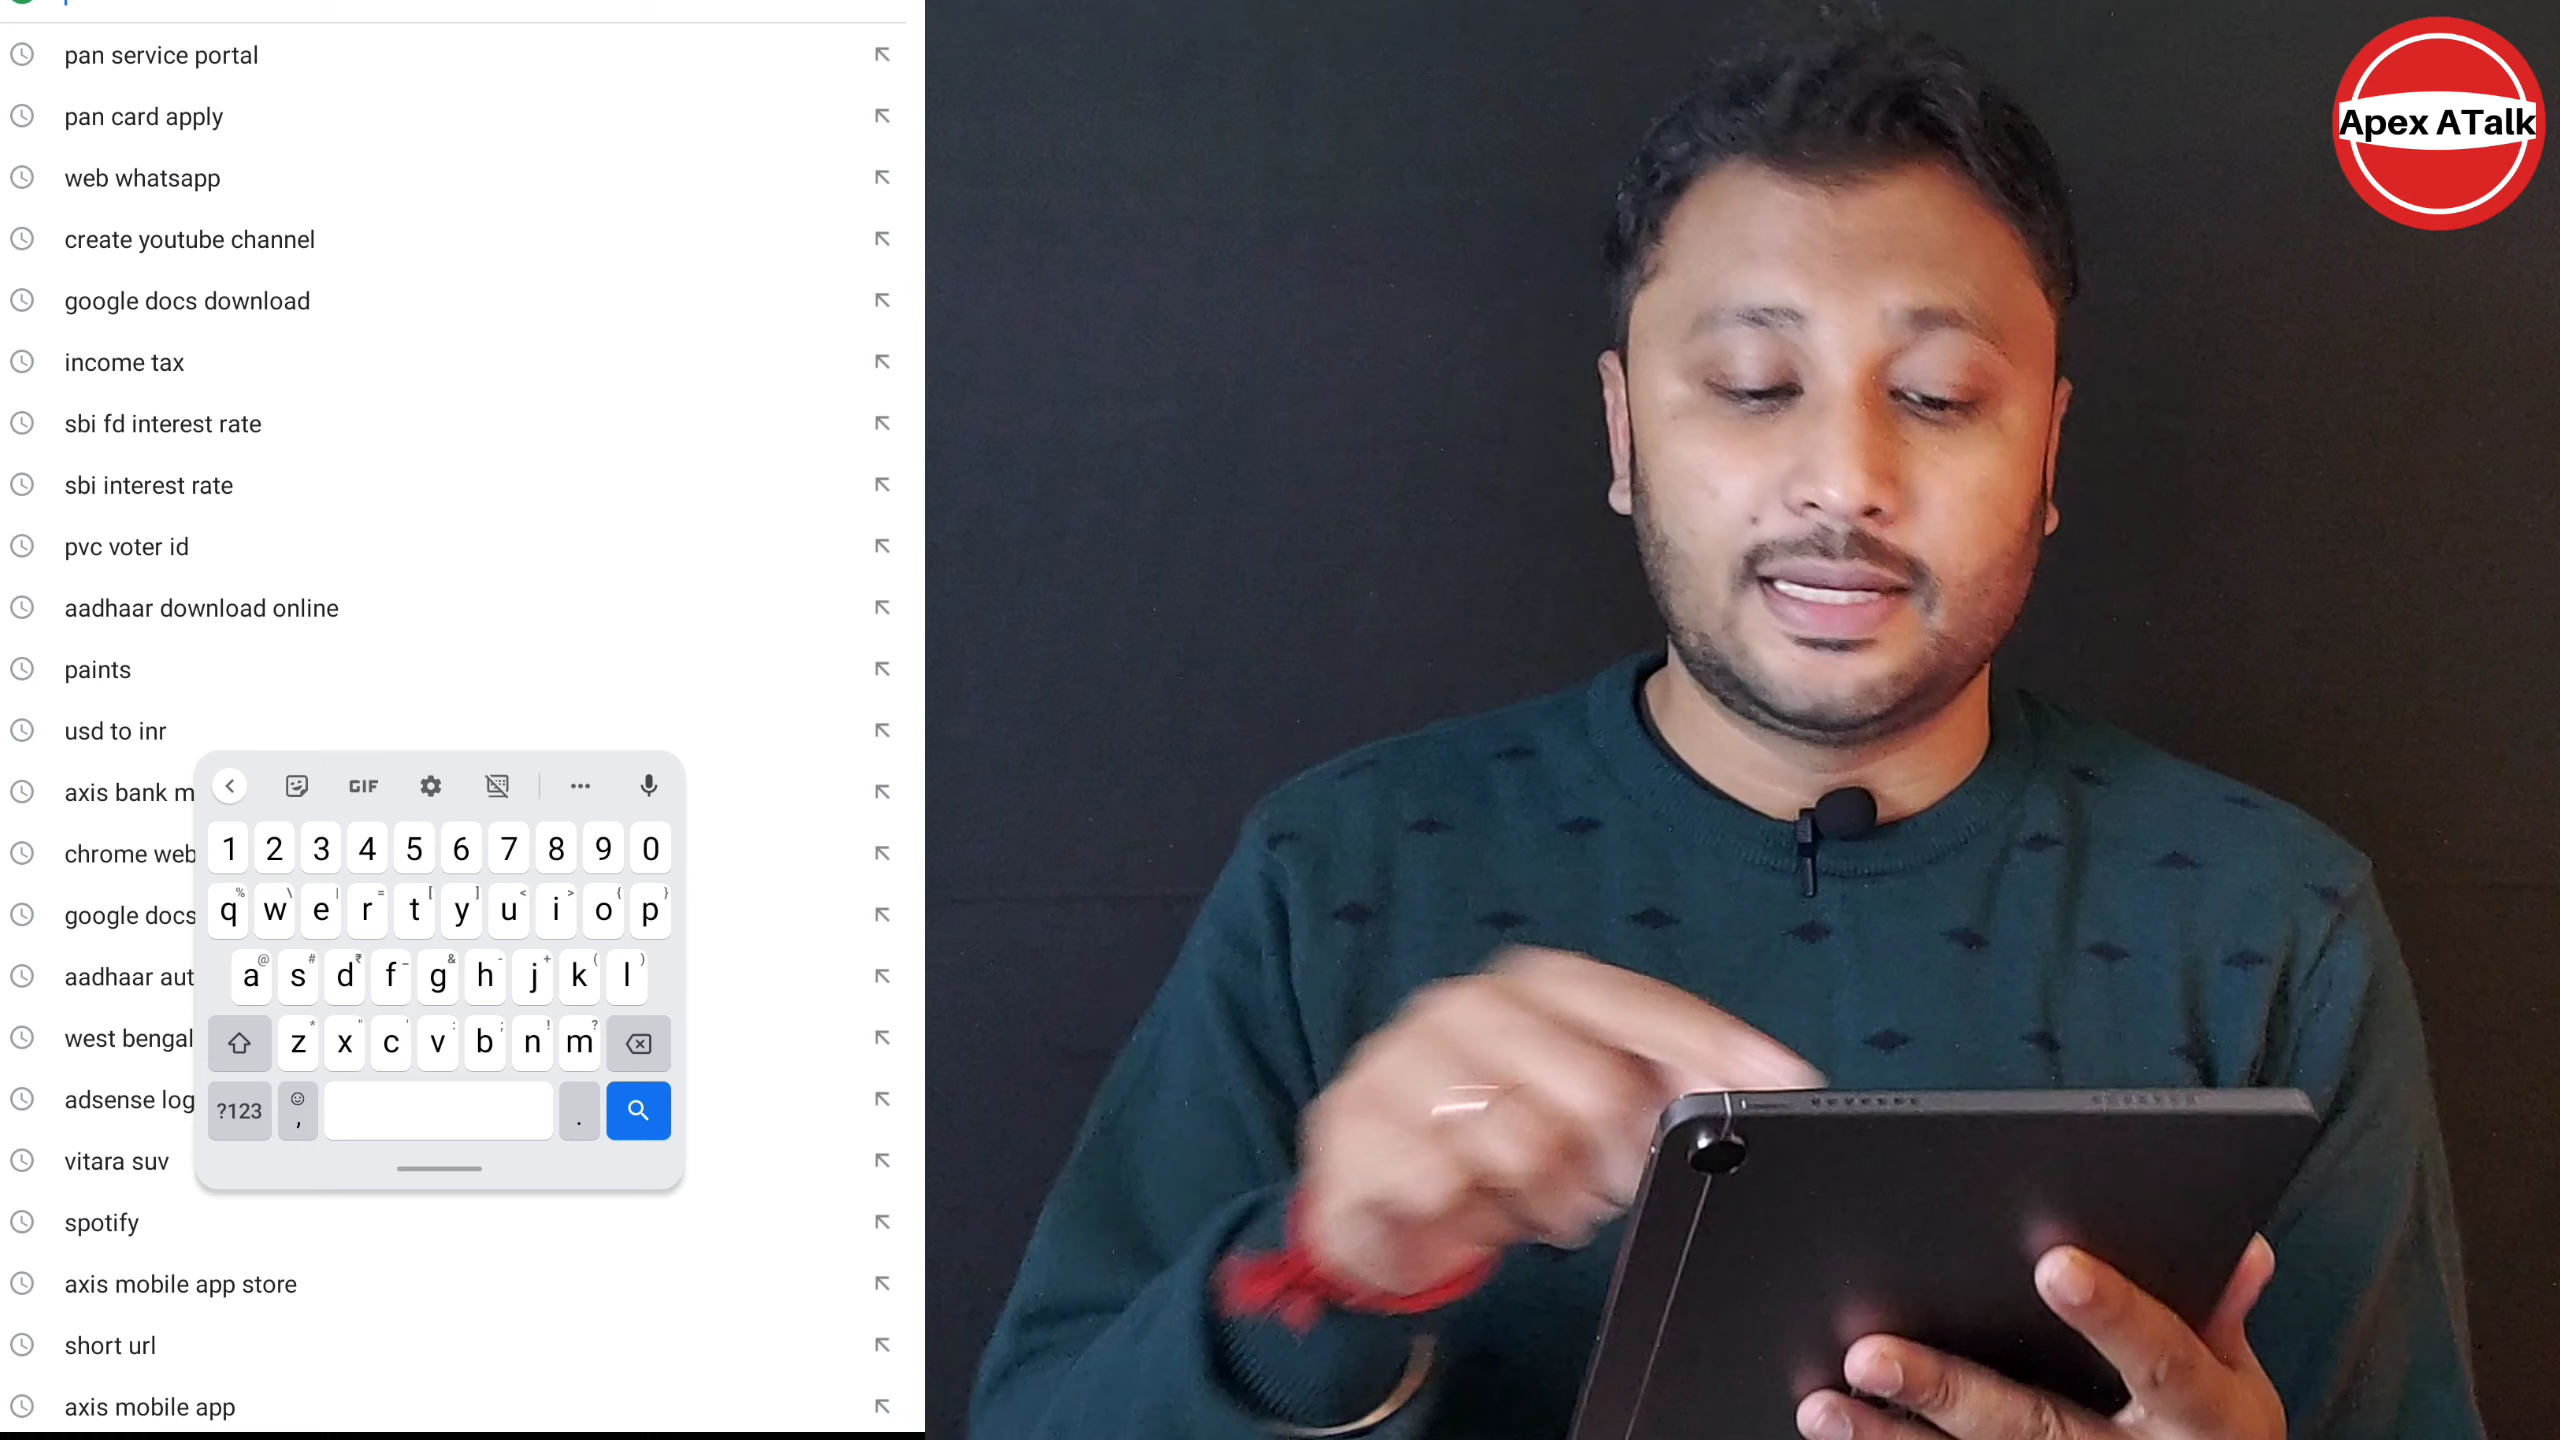 pan service portal
pan card apply
web whatsapp
create youtube channel
google docs download
income tax
sbi fd interest rate
sbi interest rate
pvc voter id
aadhaar download online
paints
usd to inr
axis bank m
chrome web
google docs
aadhaar aut
west bengal
adsense log
vitara suv
spotify
axis mobile app store
short url
axis mobile app
GIF
1 2 3 4 5 6 7 8 9 0
q w e r t y u i o p
a s d f g h j k l
z x c v b n m
?123 , .
Apex ATalk